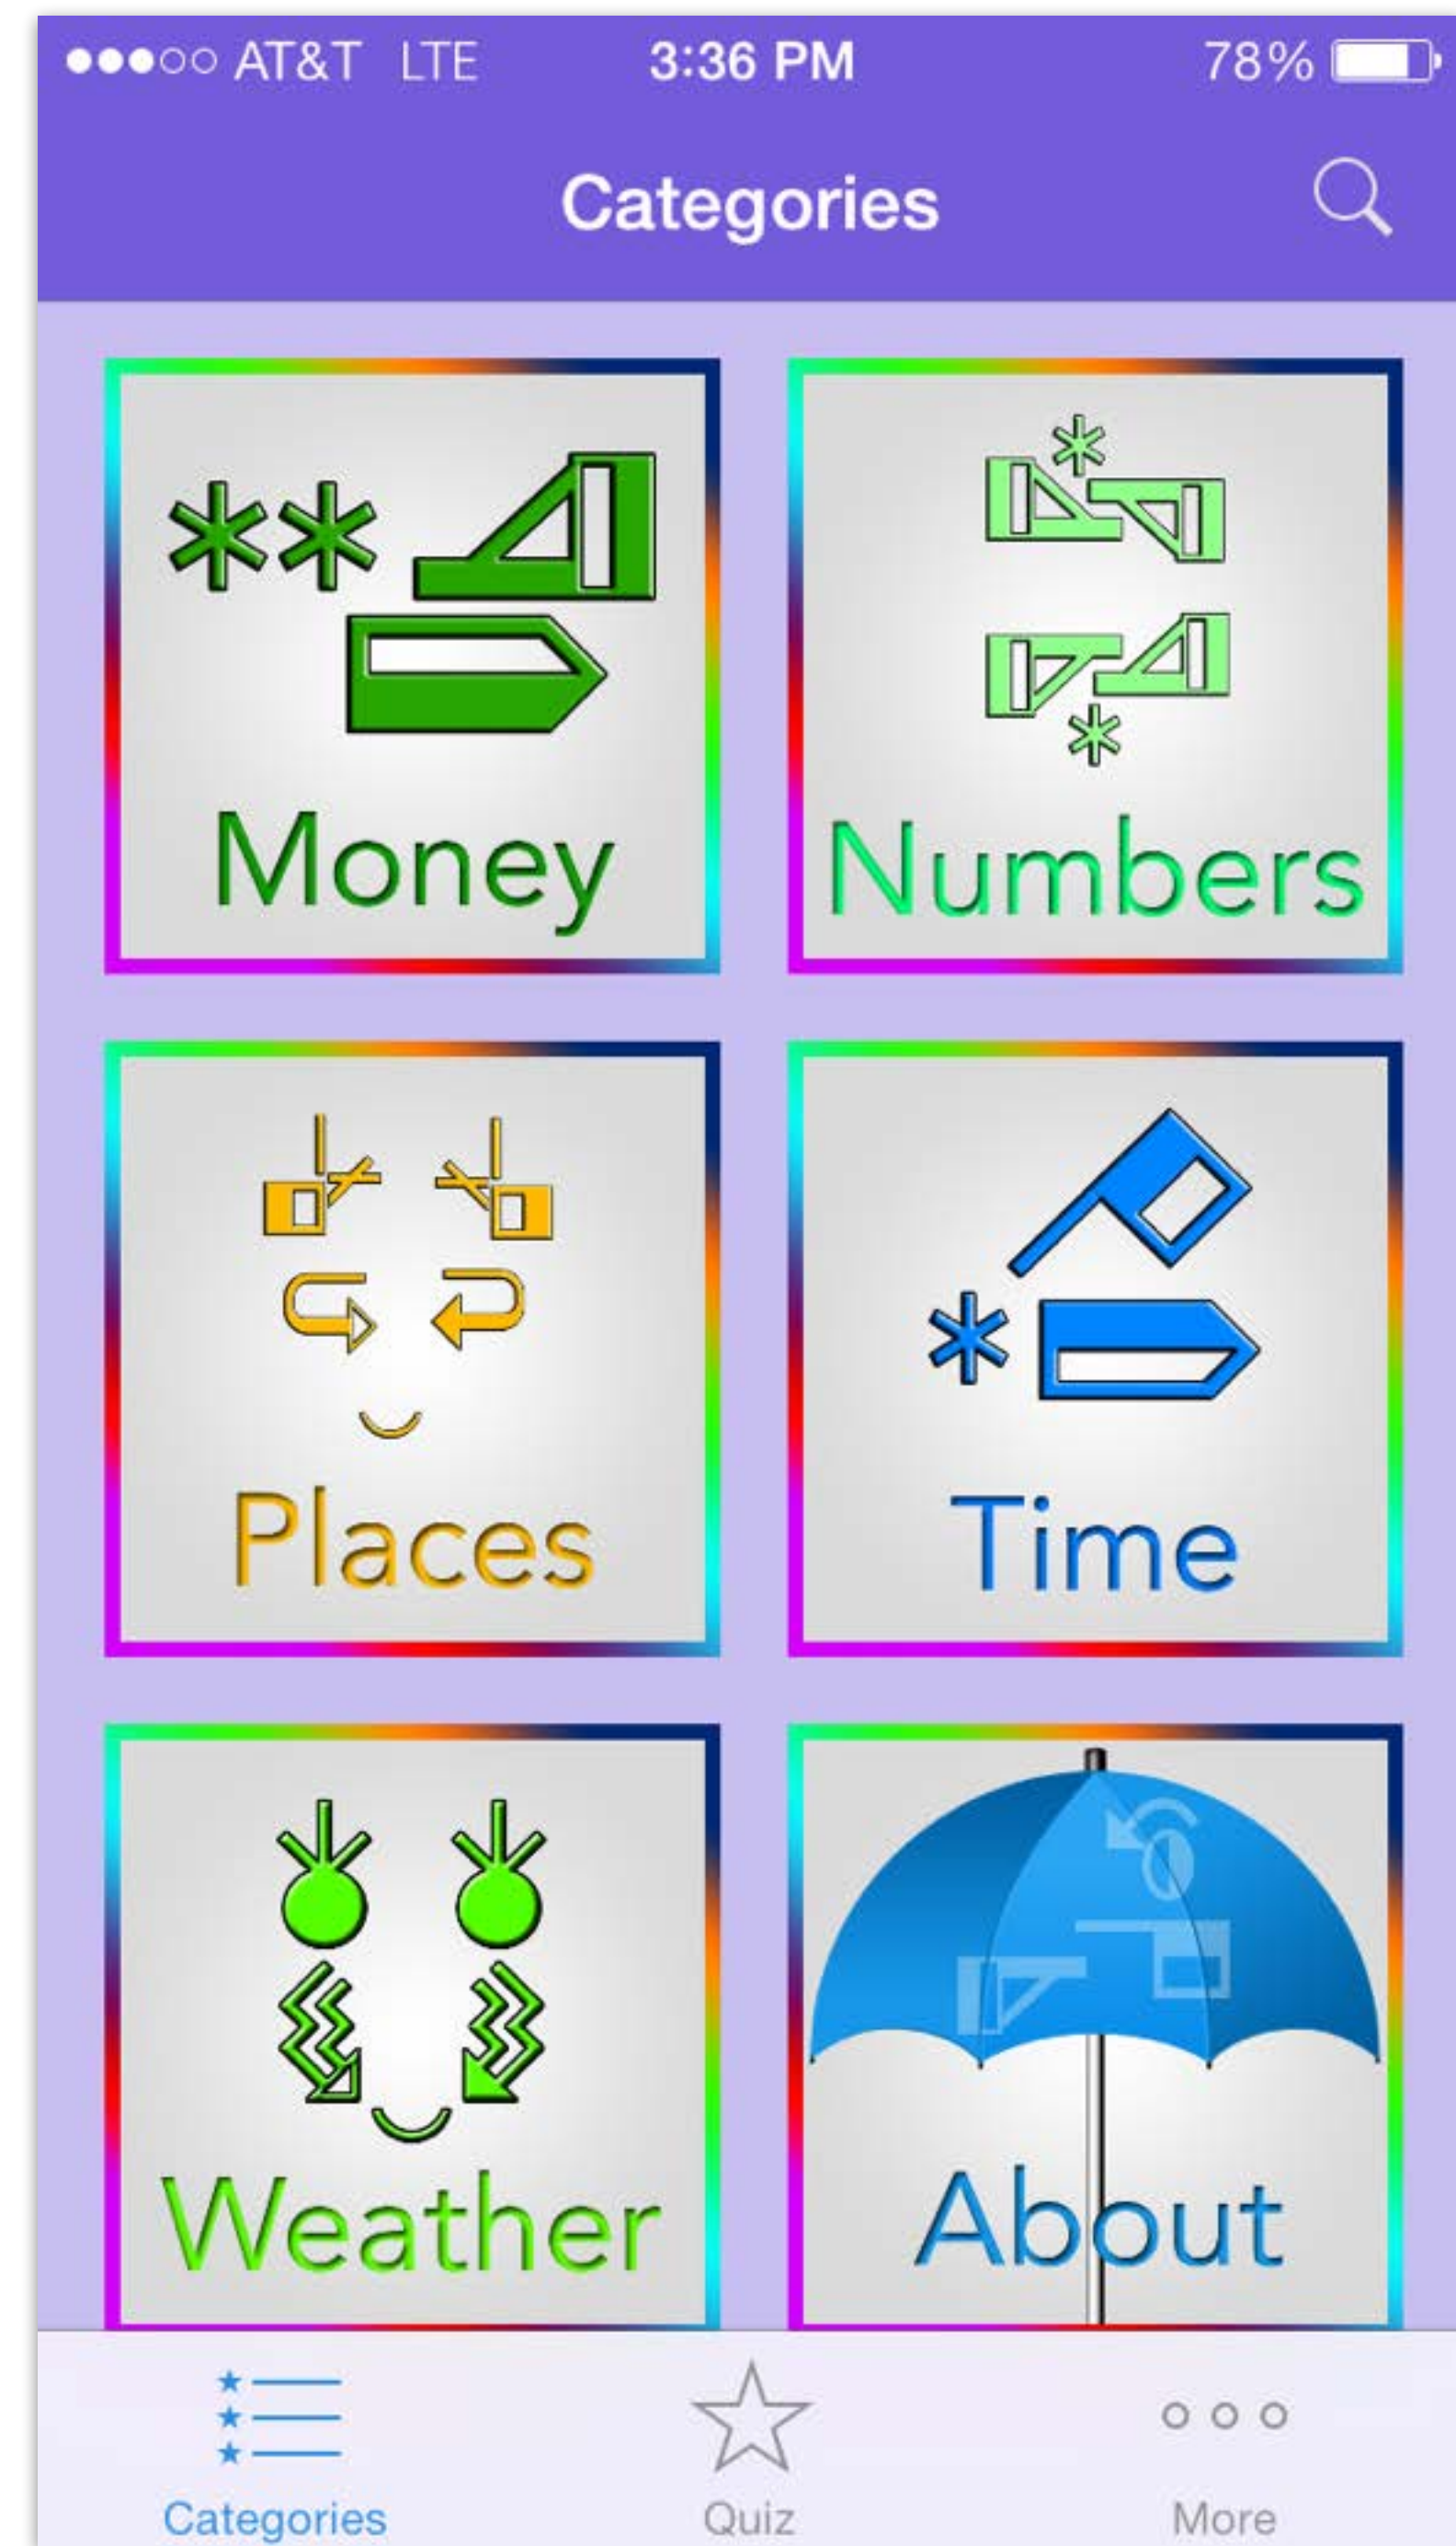 AT&T LTE 3:36 PM 78%
Categories
Money Numbers
Places Time
Weather About
Categories Quiz More